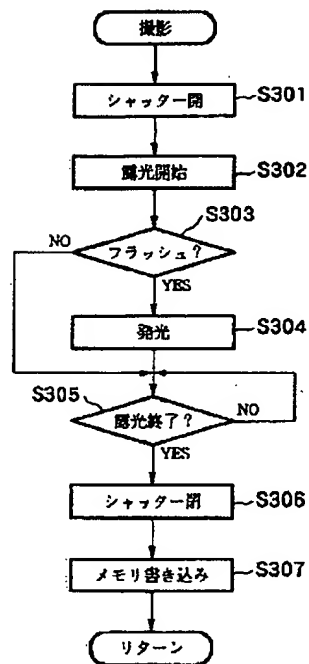 撮影
シャッター開
S301
露光開始
S302
S303
フラッシュ?
NO
YES
発光
S304
S305
露光終了?
NO
YES
シャッター閉
S306
メモリ書き込み
S307
リターン